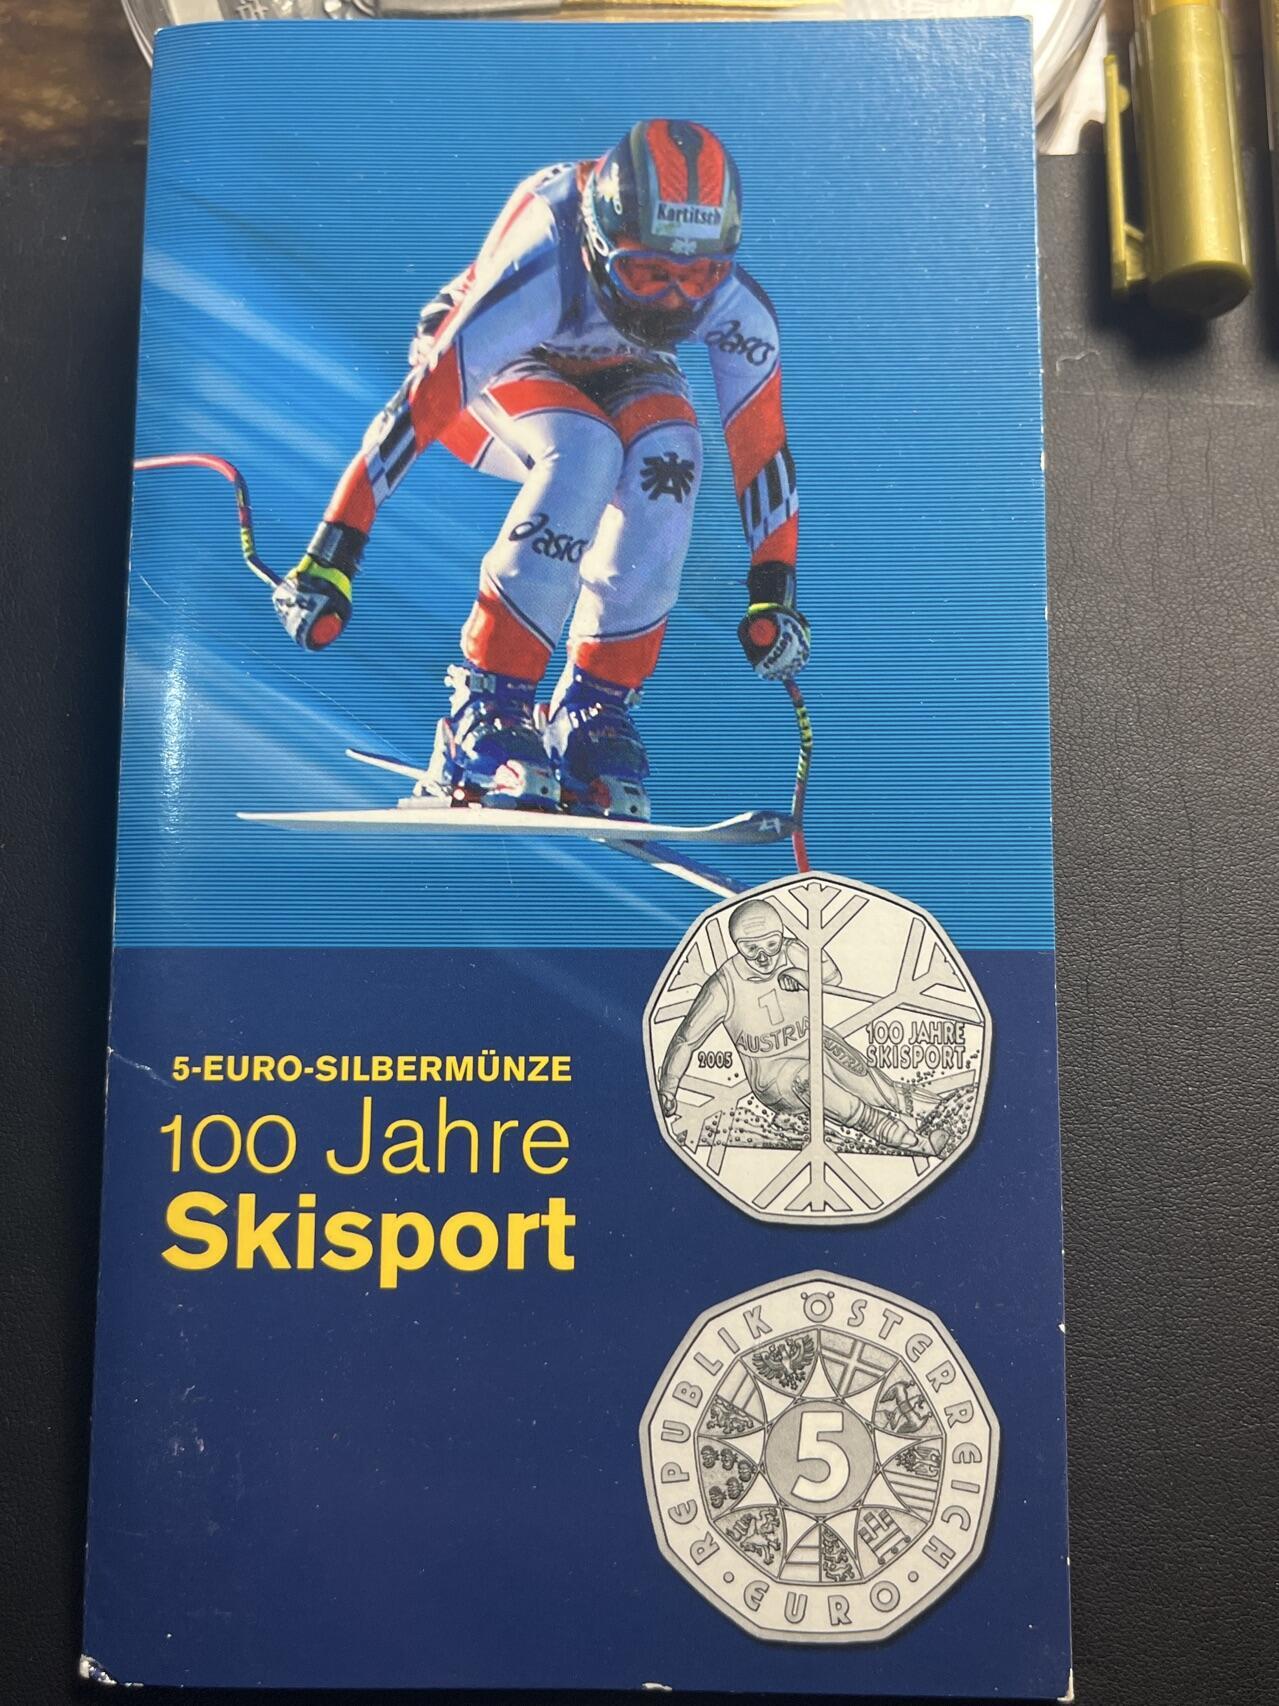 Kartitsch
asics
asics
5-EURO-SILBERMÜNZE
100 Jahre
Skisport
1
AUSTRIA
2005
100 JAHRE
SKISPORT
REPUBLIK ÖSTERREICH
5
· EURO ·